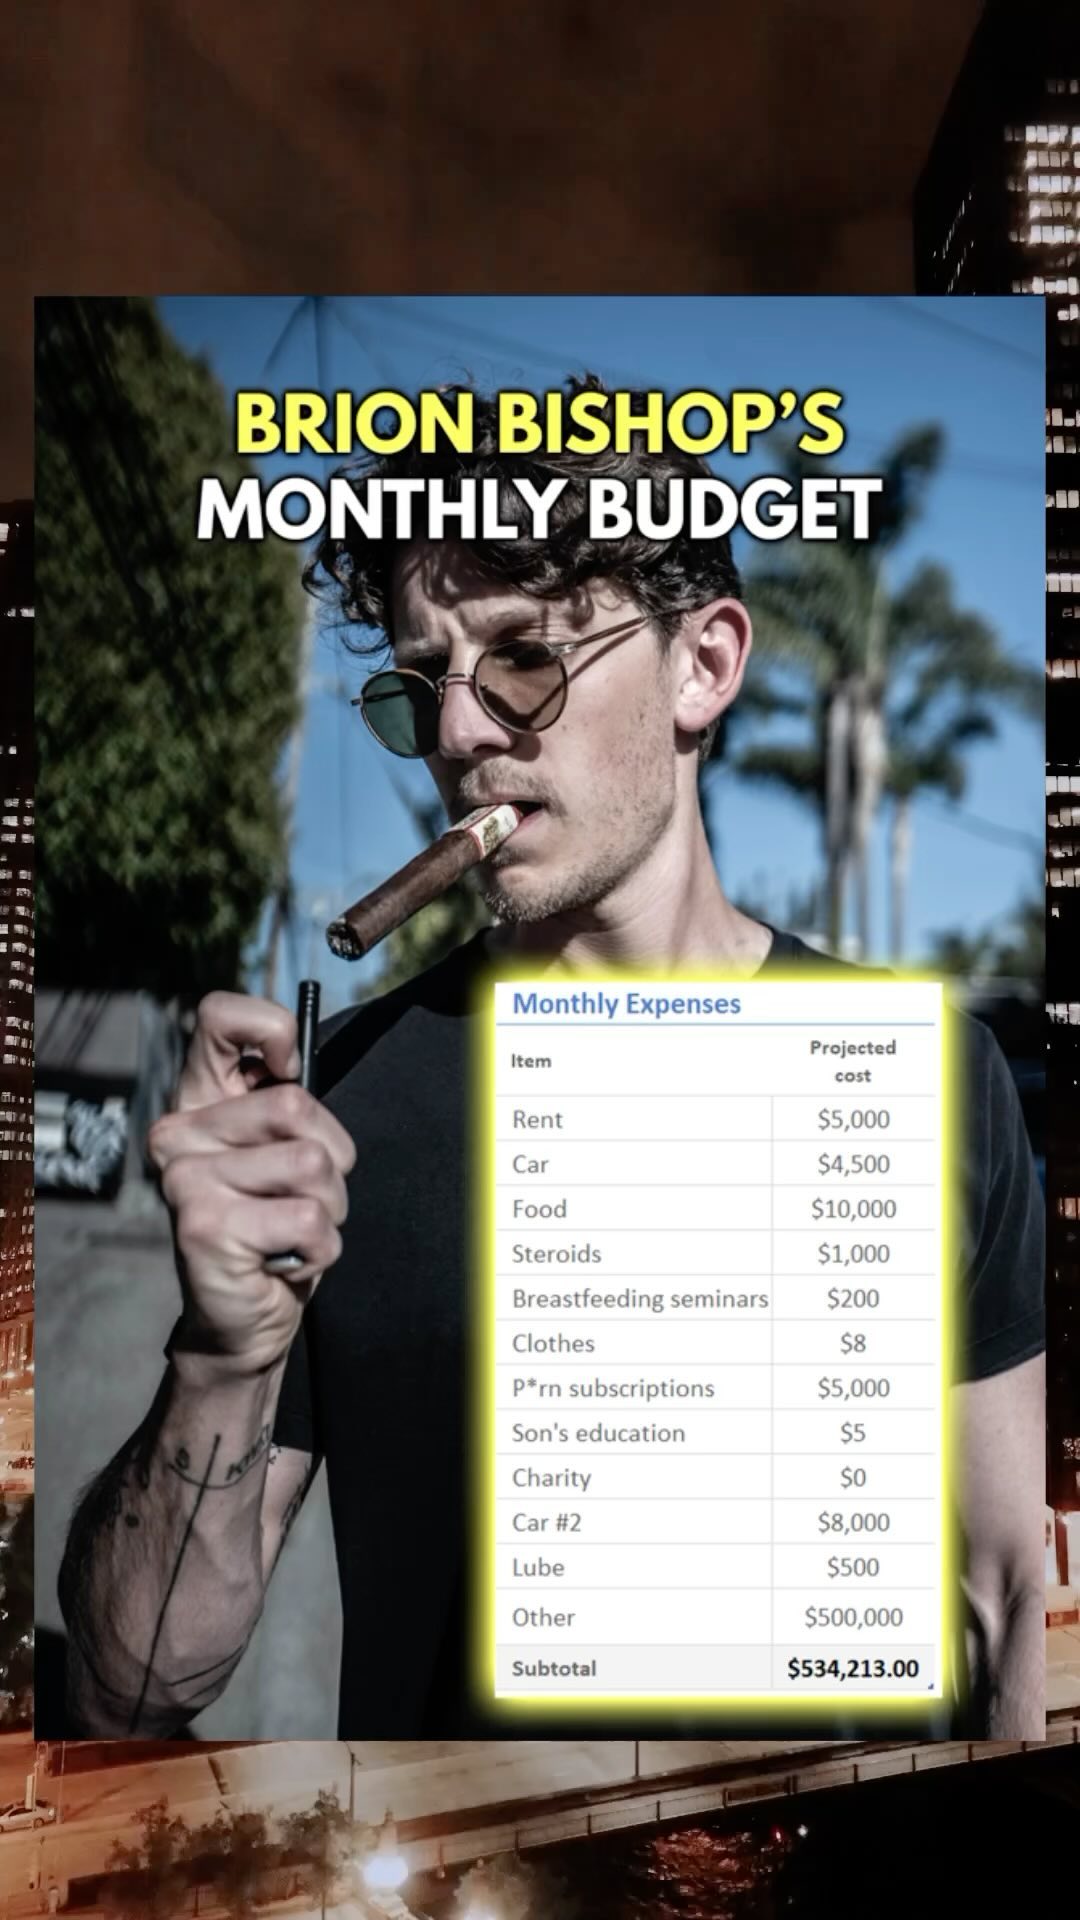 BRION BISHOP’S
MONTHLY BUDGET
Monthly Expenses
Item Projected cost
Rent $5,000
Car $4,500
Food $10,000
Steroids $1,000
Breastfeeding seminars $200
Clothes $8
P*rn subscriptions $5,000
Son's education $5
Charity $0
Car #2 $8,000
Lube $500
Other $500,000
Subtotal $534,213.00